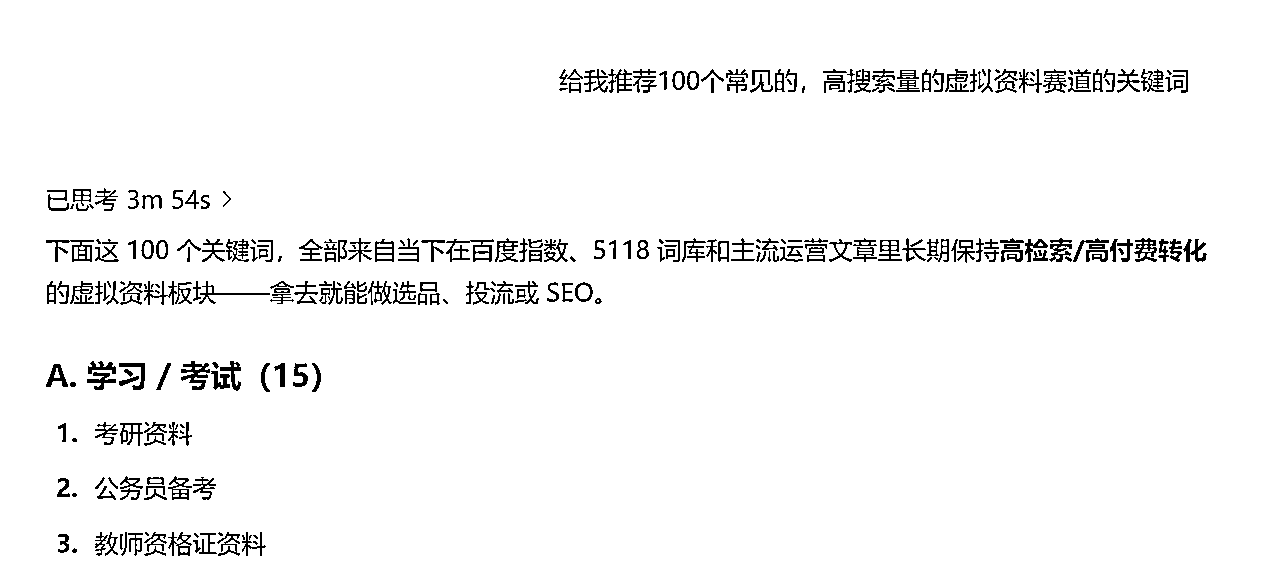 给我推荐100个常见的，高搜索量的虚拟资料赛道的关键词
已思考 3m 54s >
下面这 100 个关键词，全部来自当下在百度指数、5118 词库和主流运营文章里长期保持高检索/高付费转化
的虚拟资料板块——拿去就能做选品、投流或 SEO。
A. 学习 / 考试（15）
1. 考研资料
2. 公务员备考
3. 教师资格证资料